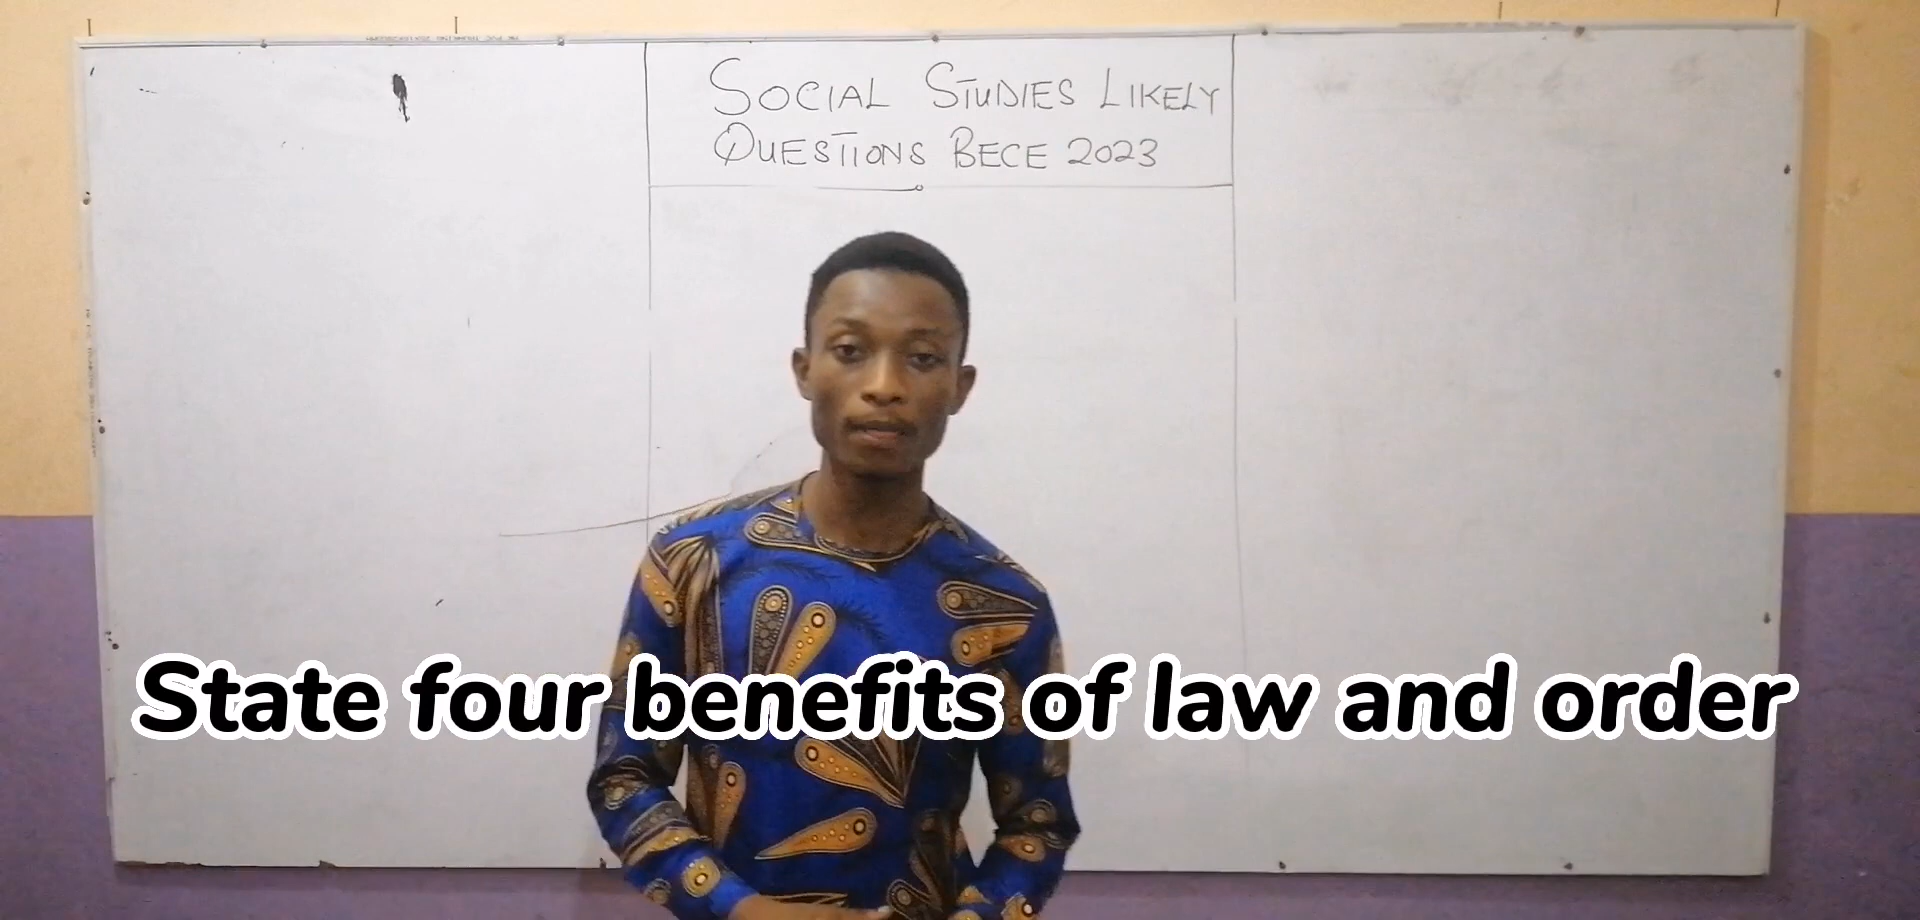 SOCIAL STUDIES LIKELY
QUESTIONS BECE 2023
State four benefits of law and order